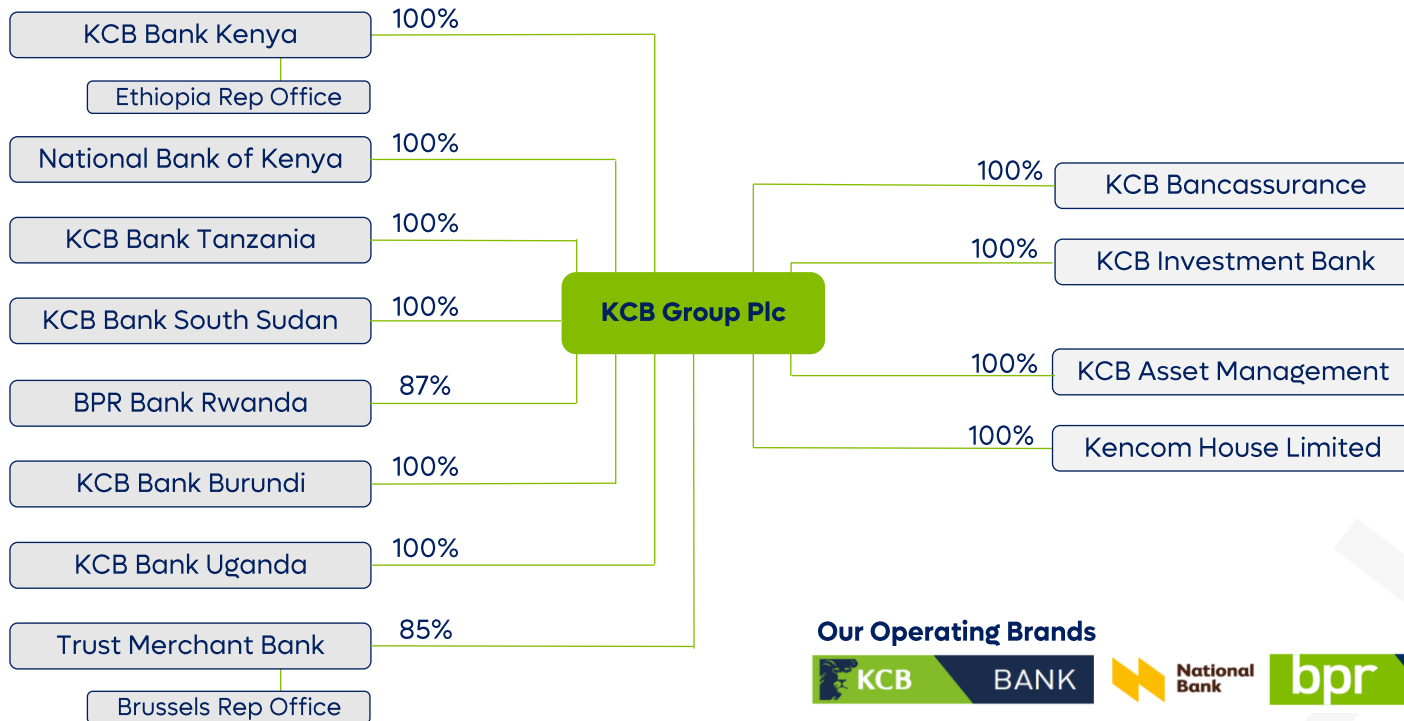 KCB Bank Kenya
100%
Ethiopia Rep Office
National Bank of Kenya
100%
KCB Bank Tanzania
100%
KCB Bank South Sudan
100%
BPR Bank Rwanda
87%
KCB Bank Burundi
100%
KCB Bank Uganda
100%
Trust Merchant Bank
85%
Brussels Rep Office
KCB Group Plc
100%
KCB Bancassurance
100%
KCB Investment Bank
100%
KCB Asset Management
100%
Kencom House Limited
Our Operating Brands
KCB BANK
National
Bank
bpr